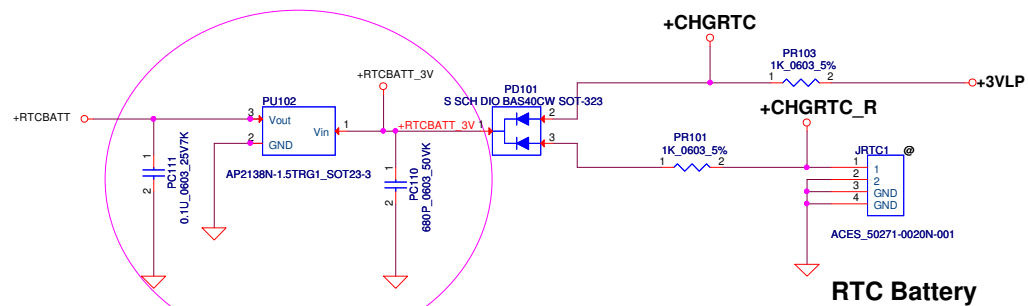 +CHGRTC
PR103
1K_0603_5%
1
2
+3VLP
+RTCBATT_3V
PD101
S SCH DIO BAS40CW SOT-323
+CHGRTC_R
PU102
+RTCBATT
3
Vout
Vin
1
+RTCBATT_3V
1
2
3
2
GND
PR101
1K_0603_5%
1
2
JRTC1
@
1
2
3
4
1
2
GND
GND
AP2138N-1.5TRG1_SOT23-3
1
2
PC111
0.1U_0603_25V7K
1
2
PC110
680P_0603_50VK
ACES_50271-0020N-001
RTC Battery